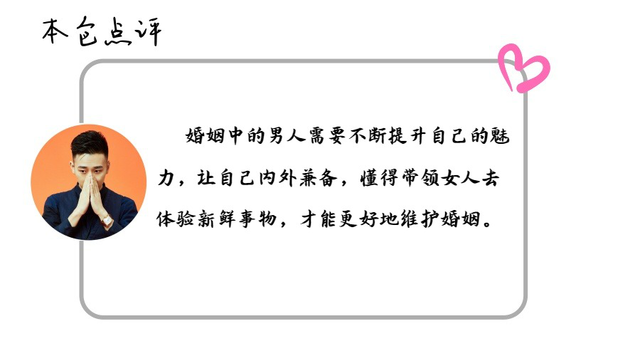 本仓点评
婚姻中的男人需要不断提升自己的魅
力，让自己内外兼备，懂得带领女人去
体验新鲜事物，才能更好地维护婚姻。